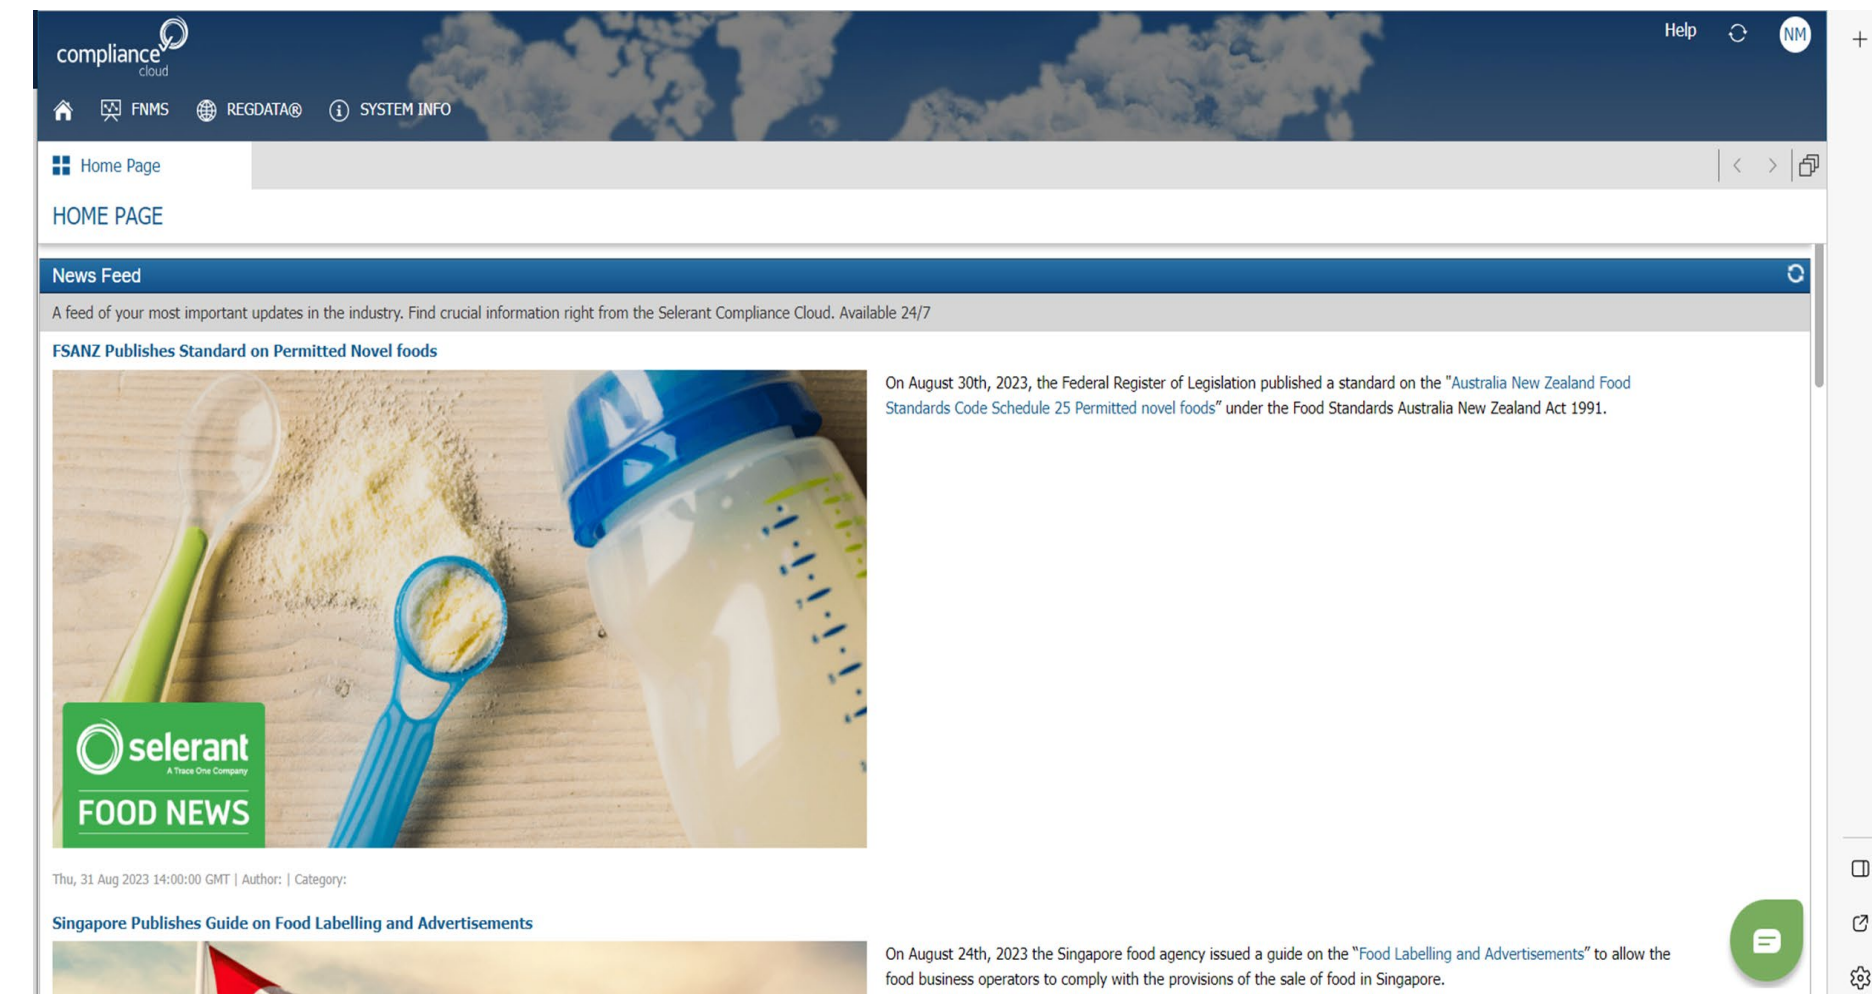 compliance
cloud
Help
NM
FNMS
REGDATA®
SYSTEM INFO
Home Page
HOME PAGE
News Feed
A feed of your most important updates in the industry. Find crucial information right from the Selerant Compliance Cloud. Available 24/7
FSANZ Publishes Standard on Permitted Novel foods
On August 30th, 2023, the Federal Register of Legislation published a standard on the "Australia New Zealand Food
Standards Code Schedule 25 Permitted novel foods” under the Food Standards Australia New Zealand Act 1991.
selerant
A Trace One Company
FOOD NEWS
Thu, 31 Aug 2023 14:00:00 GMT | Author: | Category:
Singapore Publishes Guide on Food Labelling and Advertisements
On August 24th, 2023 the Singapore food agency issued a guide on the “Food Labelling and Advertisements” to allow the
food business operators to comply with the provisions of the sale of food in Singapore.